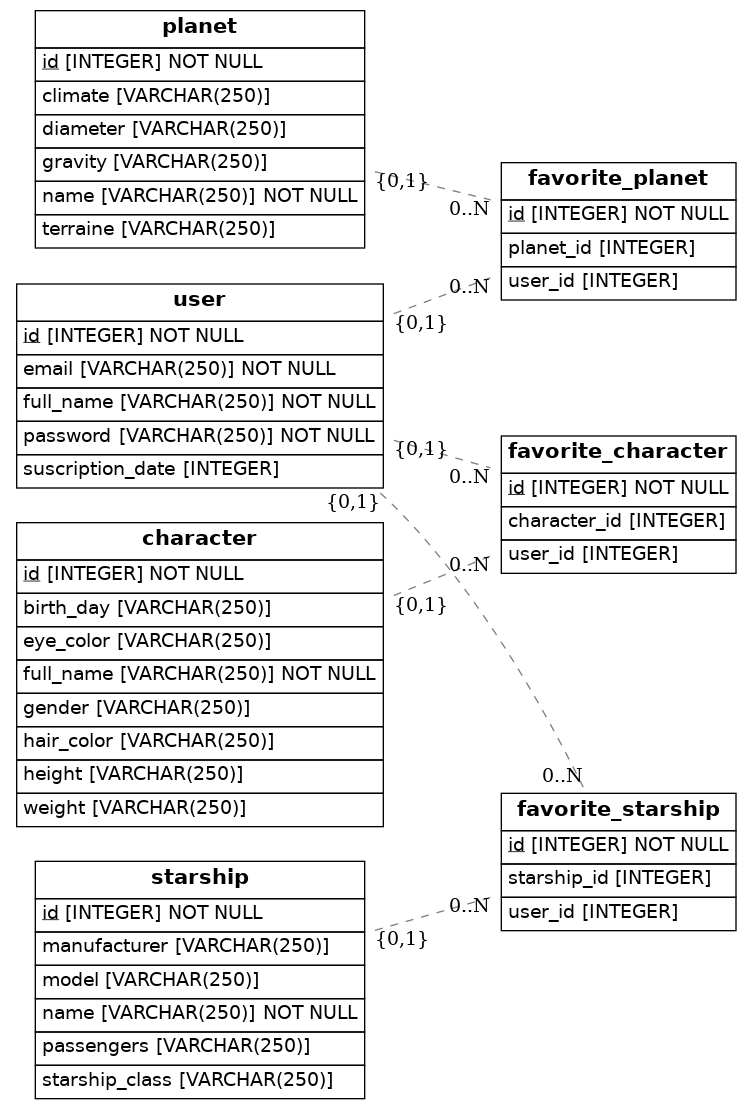 planet
id [INTEGER] NOT NULL
climate [VARCHAR(250)]
diameter [VARCHAR(250)]
gravity [VARCHAR(250)]
name [VARCHAR(250)] NOT NULL
terraine [VARCHAR(250)]
{0,1}
0..N
favorite_planet
id [INTEGER] NOT NULL
planet_id [INTEGER]
user_id [INTEGER]
0..N
{0,1}
user
id [INTEGER] NOT NULL
email [VARCHAR(250)] NOT NULL
full_name [VARCHAR(250)] NOT NULL
password [VARCHAR(250)] NOT NULL
suscription_date [INTEGER]
{0,1}
0..N
{0,1}
favorite_character
id [INTEGER] NOT NULL
character_id [INTEGER]
user_id [INTEGER]
0..N
{0,1}
character
id [INTEGER] NOT NULL
birth_day [VARCHAR(250)]
eye_color [VARCHAR(250)]
full_name [VARCHAR(250)] NOT NULL
gender [VARCHAR(250)]
hair_color [VARCHAR(250)]
height [VARCHAR(250)]
weight [VARCHAR(250)]
0..N
favorite_starship
id [INTEGER] NOT NULL
starship_id [INTEGER]
user_id [INTEGER]
0..N
{0,1}
starship
id [INTEGER] NOT NULL
manufacturer [VARCHAR(250)]
model [VARCHAR(250)]
name [VARCHAR(250)] NOT NULL
passengers [VARCHAR(250)]
starship_class [VARCHAR(250)]